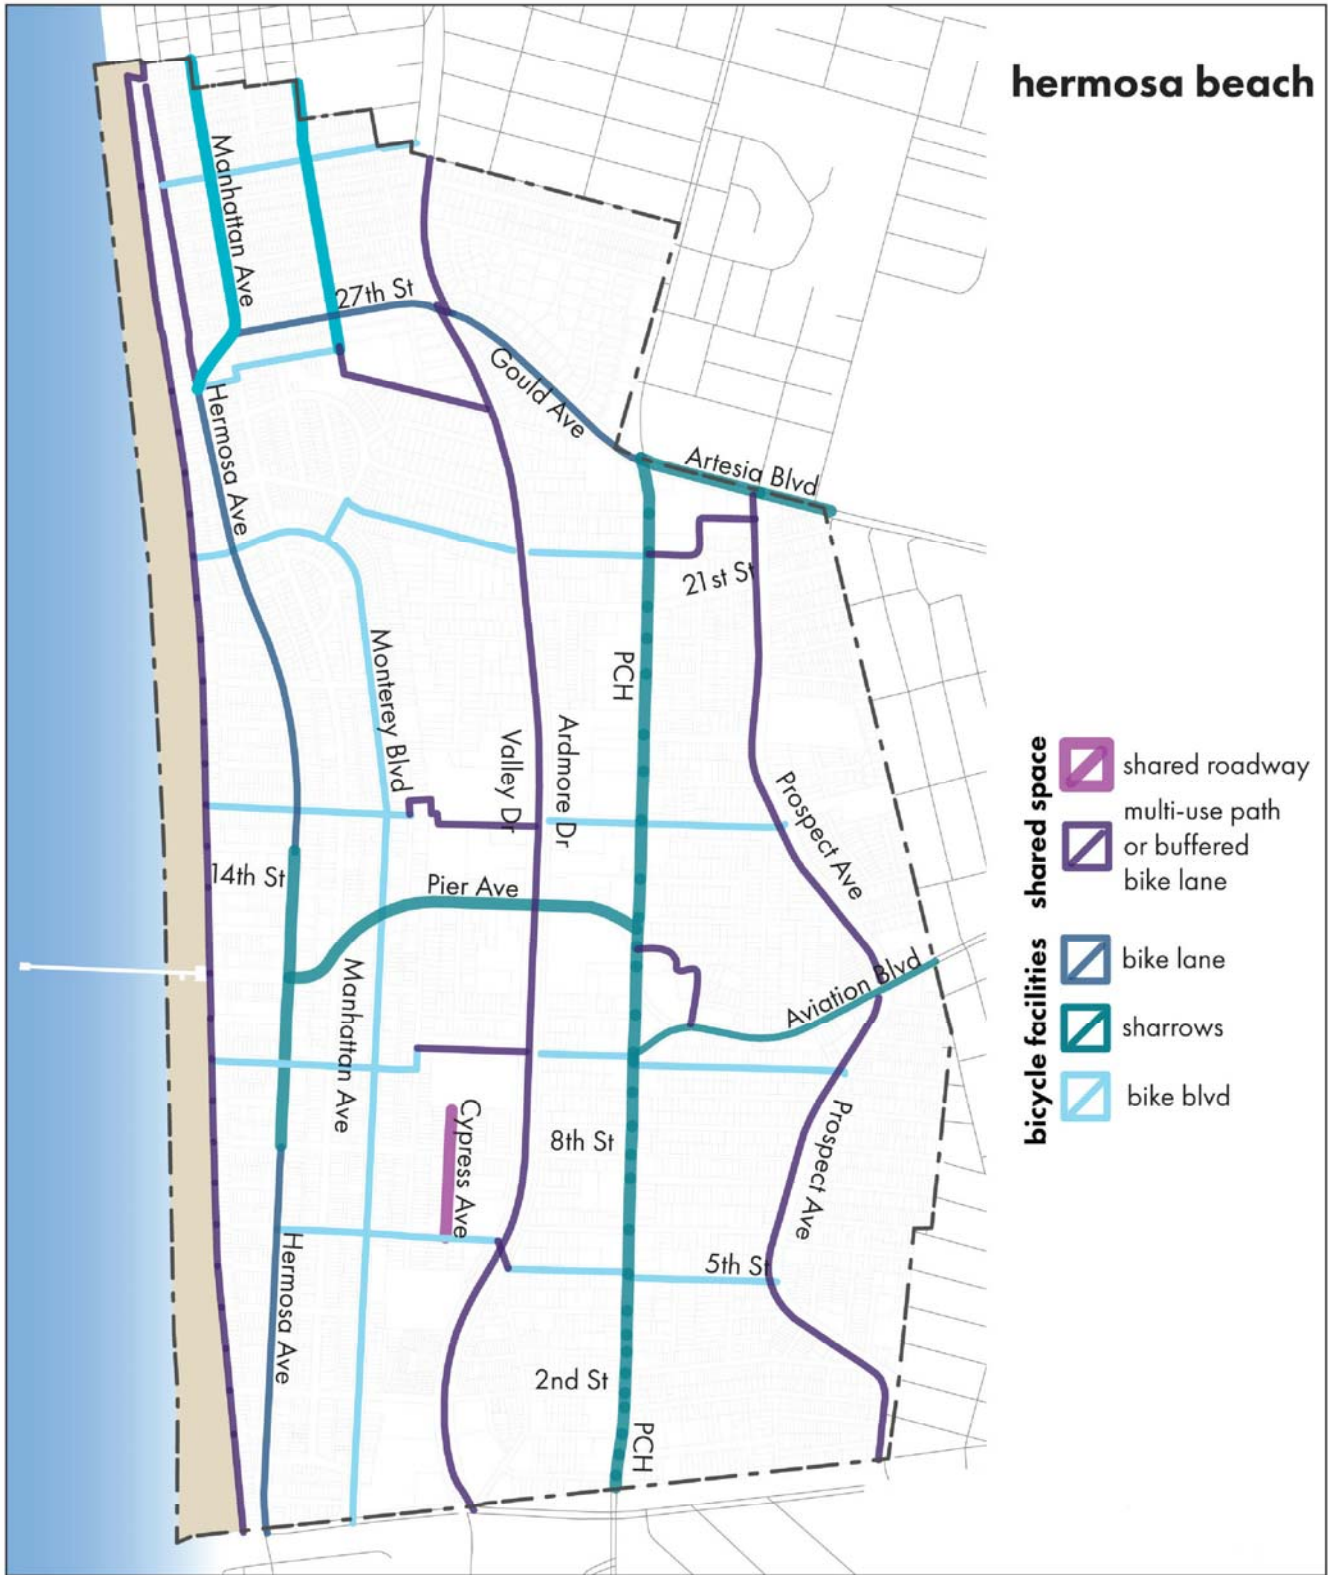 hermosa beach
Manhattan Ave
27th St
Gould Ave
Hermosa Ave
Artesia Blvd
21st St
Monterey Blvd
PCH
Valley Dr
Ardmore Dr
Prospect Ave
14th St
Pier Ave
Manhattan Ave
Aviation Blvd
Cypress Ave
8th St
Prospect Ave
5th St
Hermosa Ave
2nd St
PCH
shared space
shared roadway
multi-use path
or buffered
bike lane
bicycle facilities
bike lane
sharrows
bike blvd